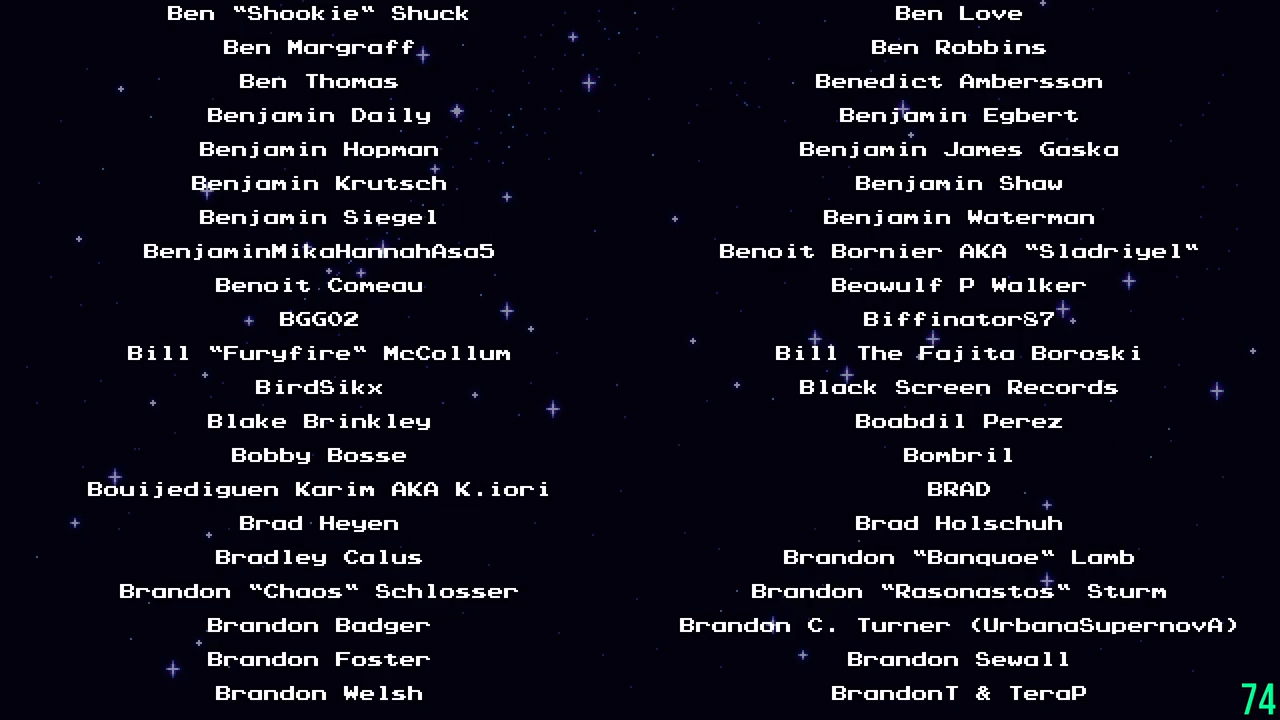 Ben "Shookie" Shuck
Ben Love
Ben Margraff
Ben Robbins
Ben Thomas
Benedict Ambersson
Benjamin Daily
Benjamin Egbert
Benjamin Hopman
Benjamin James Gaska
Benjamin Krutsch
Benjamin Shaw
Benjamin Siegel
Benjamin Waterman
BenjaminMikaHannahAsa5
Benoit Bornier AKA "Sladriyel"
Benoit Comeau
Beowulf P Walker
BGG02
Biffinator87
Bill "Furyfire" McCollum
Bill The Fajita Boroski
BirdSikx
Black Screen Records
Blake Brinkley
Boabdil Perez
Bobby Bosse
Bombril
Bouijediguen Karim AKA K.iori
BRAD
Brad Heyen
Brad Holschuh
Bradley Calus
Brandon "Banquoe" Lamb
Brandon "Chaos" Schlosser
Brandon "Rasonastos" Sturm
Brandon Badger
Brandon C. Turner (UrbanaSupernovA)
Brandon Foster
Brandon Sewall
Brandon Welsh
BrandonT & TeraP
74